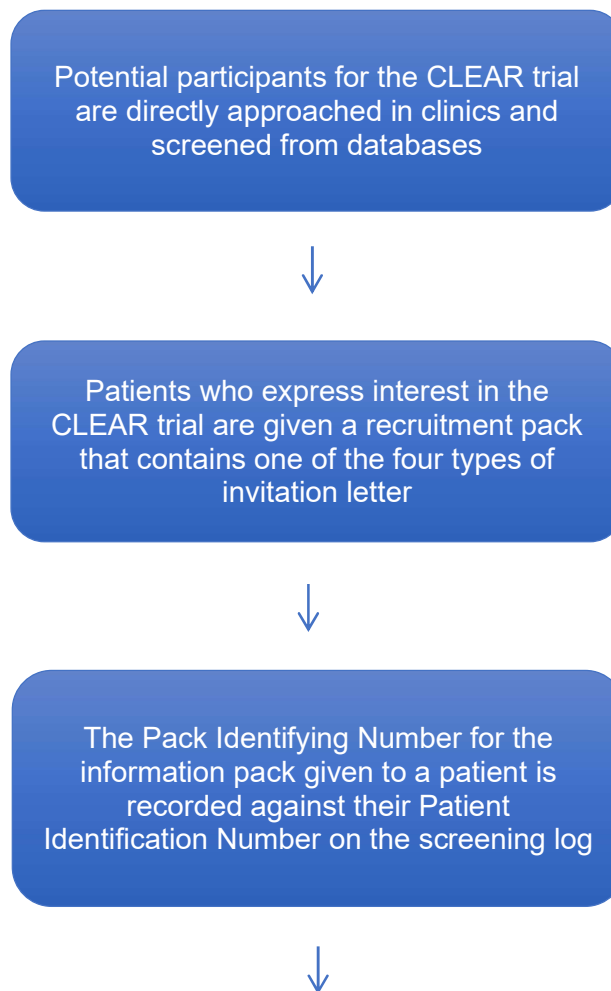 Potential participants for the CLEAR trial
are directly approached in clinics and
screened from databases
Patients who express interest in the
CLEAR trial are given a recruitment pack
that contains one of the four types of
invitation letter
The Pack Identifying Number for the
information pack given to a patient is
recorded against their Patient
Identification Number on the screening log